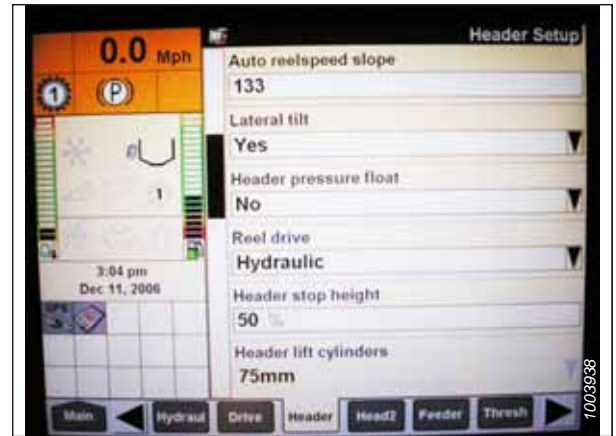 0.0 Mph
Header Setup
1
(P)
1
3:04 pm
Dec 11, 2006
Auto reelspeed slope
133
Lateral tilt
Yes
Header pressure float
No
Reel drive
Hydraulic
Header stop height
50 %
Header lift cylinders
75mm
Main
Hydraul
Drive
Header
Head2
Feeder
Thresh
1003938